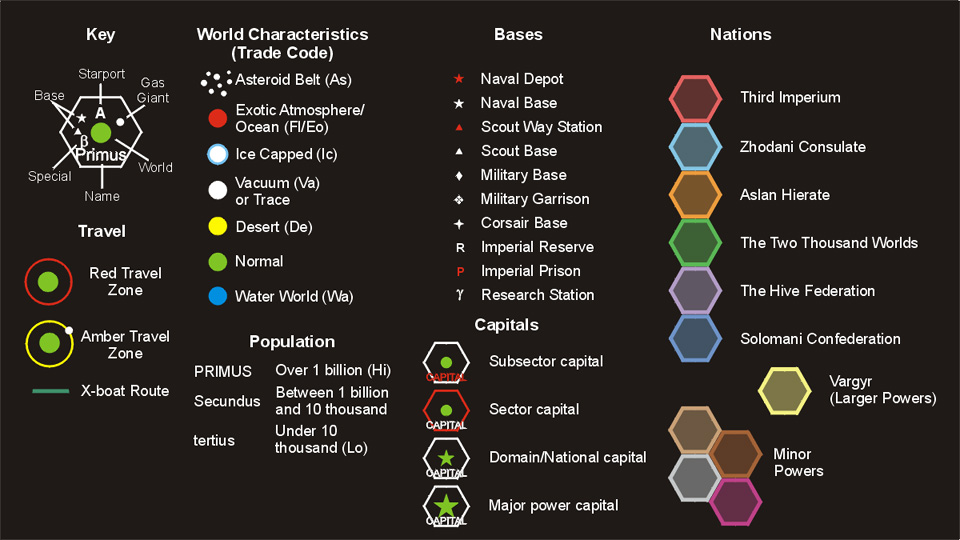 Key
Starport
Base
Gas
Giant
A
β
Primus
Special
World
Name
Travel
Red Travel
Zone
Amber Travel
Zone
X-boat Route
World Characteristics
(Trade Code)
Asteroid Belt (As)
Exotic Atmosphere/
Ocean (Fl/Eo)
Ice Capped (Ic)
Vacuum (Va)
or Trace
Desert (De)
Normal
Water World (Wa)
Population
PRIMUS Over 1 billion (Hi)
Secundus Between 1 billion
and 10 thousand
tertius Under 10
thousand (Lo)
Bases
Naval Depot
Naval Base
Scout Way Station
Scout Base
Military Base
Military Garrison
Corsair Base
R Imperial Reserve
P Imperial Prison
γ Research Station
Capitals
CAPITAL Subsector capital
CAPITAL Sector capital
CAPITAL Domain/National capital
CAPITAL Major power capital
Nations
Third Imperium
Zhodani Consulate
Aslan Hierate
The Two Thousand Worlds
The Hive Federation
Solomani Confederation
Vargyr
(Larger Powers)
Minor
Powers